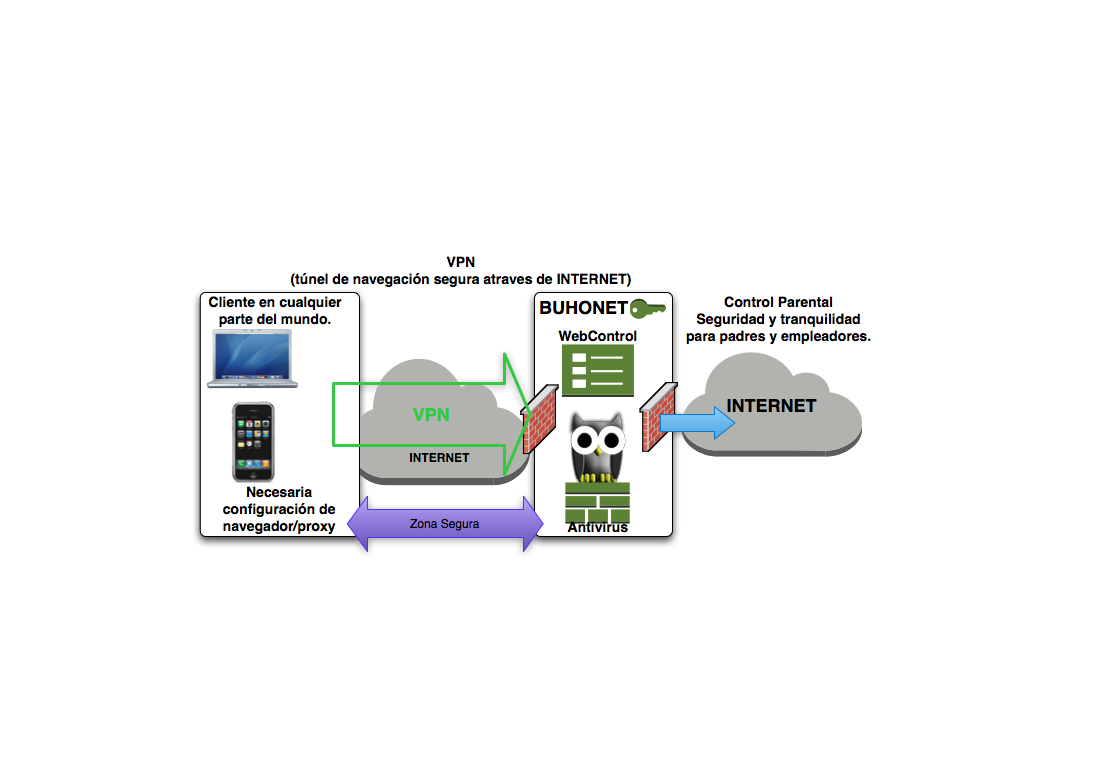 VPN
(túnel de navegación segura atraves de INTERNET)
Cliente en cualquier
parte del mundo.
Necesaria
configuración de
navegador/proxy
VPN
INTERNET
Zona Segura
BUHONET
WebControl
Antivirus
Control Parental
Seguridad y tranquilidad
para padres y empleadores.
INTERNET